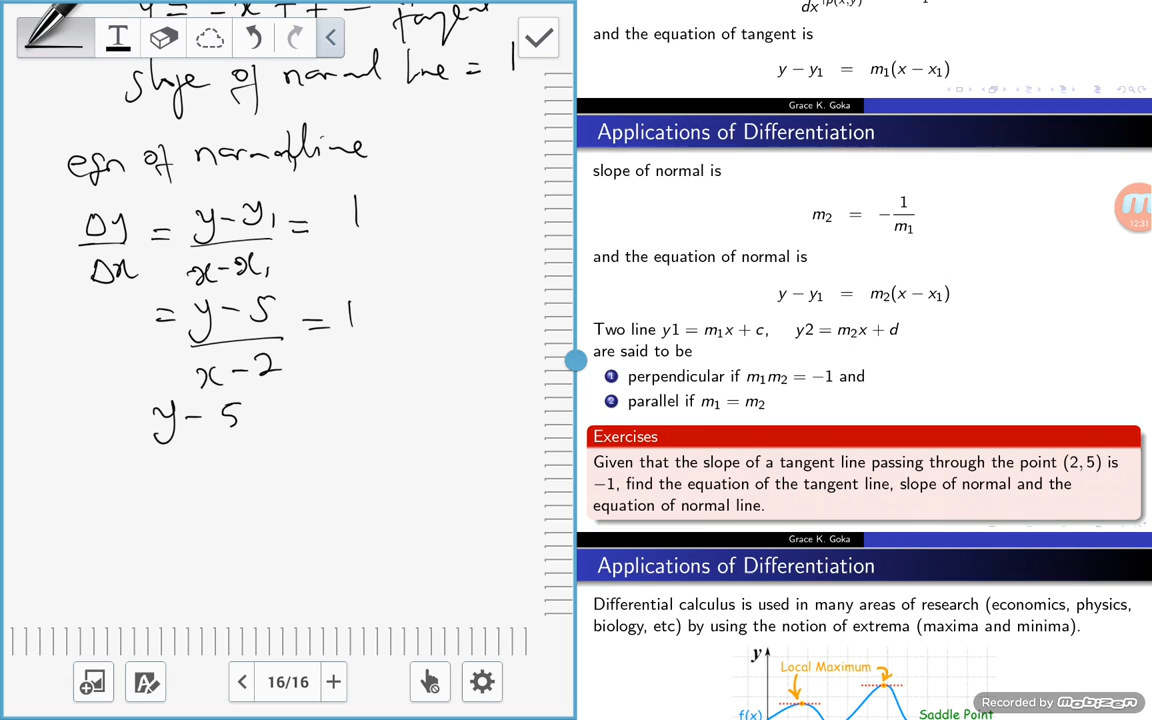 y = -x + 7 - tangent
slope of normal line = 1
eqn of normal line
Δy/Δx = y-y1/x-x1 = 1
= y-5/x-2 = 1
y-5
T
16/16
and the equation of tangent is
y − y1 = m1(x − x1)
Grace K. Goka
Applications of Differentiation
slope of normal is
m2 = −1/m1
and the equation of normal is
y − y1 = m2(x − x1)
Two line y1 = m1x + c, y2 = m2x + d
are said to be
1 perpendicular if m1m2 = −1 and
2 parallel if m1 = m2
Exercises
Given that the slope of a tangent line passing through the point (2, 5) is
−1, find the equation of the tangent line, slope of normal and the
equation of normal line.
Grace K. Goka
Applications of Differentiation
Differential calculus is used in many areas of research (economics, physics,
biology, etc) by using the notion of extrema (maxima and minima).
y
Local Maximum
f(x)
Saddle Point
12:31
Recorded by Mobizen